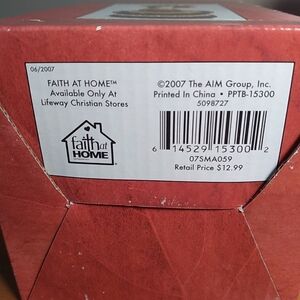 06/2007
FAITH AT HOME™
Available Only At
Lifeway Christian Stores
faith at
HOME
©2007 The AIM Group, Inc.
Printed In China • PPTB-15300
5098727
6 14529 15300 2
07SMA059
Retail Price $12.99